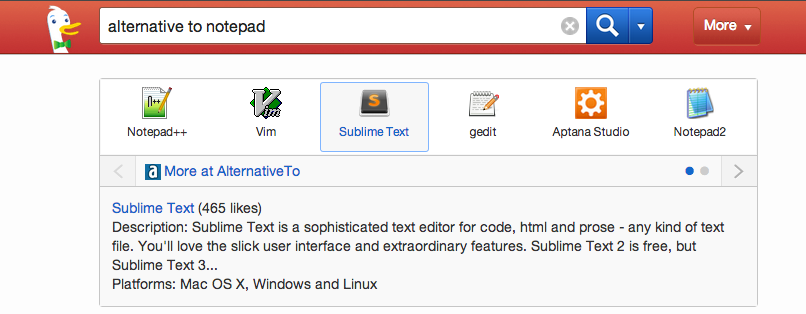 alternative to notepad
More
Notepad++
Vim
Sublime Text
gedit
Aptana Studio
Notepad2
More at AlternativeTo
Sublime Text (465 likes)
Description: Sublime Text is a sophisticated text editor for code, html and prose - any kind of text
file. You'll love the slick user interface and extraordinary features. Sublime Text 2 is free, but
Sublime Text 3...
Platforms: Mac OS X, Windows and Linux